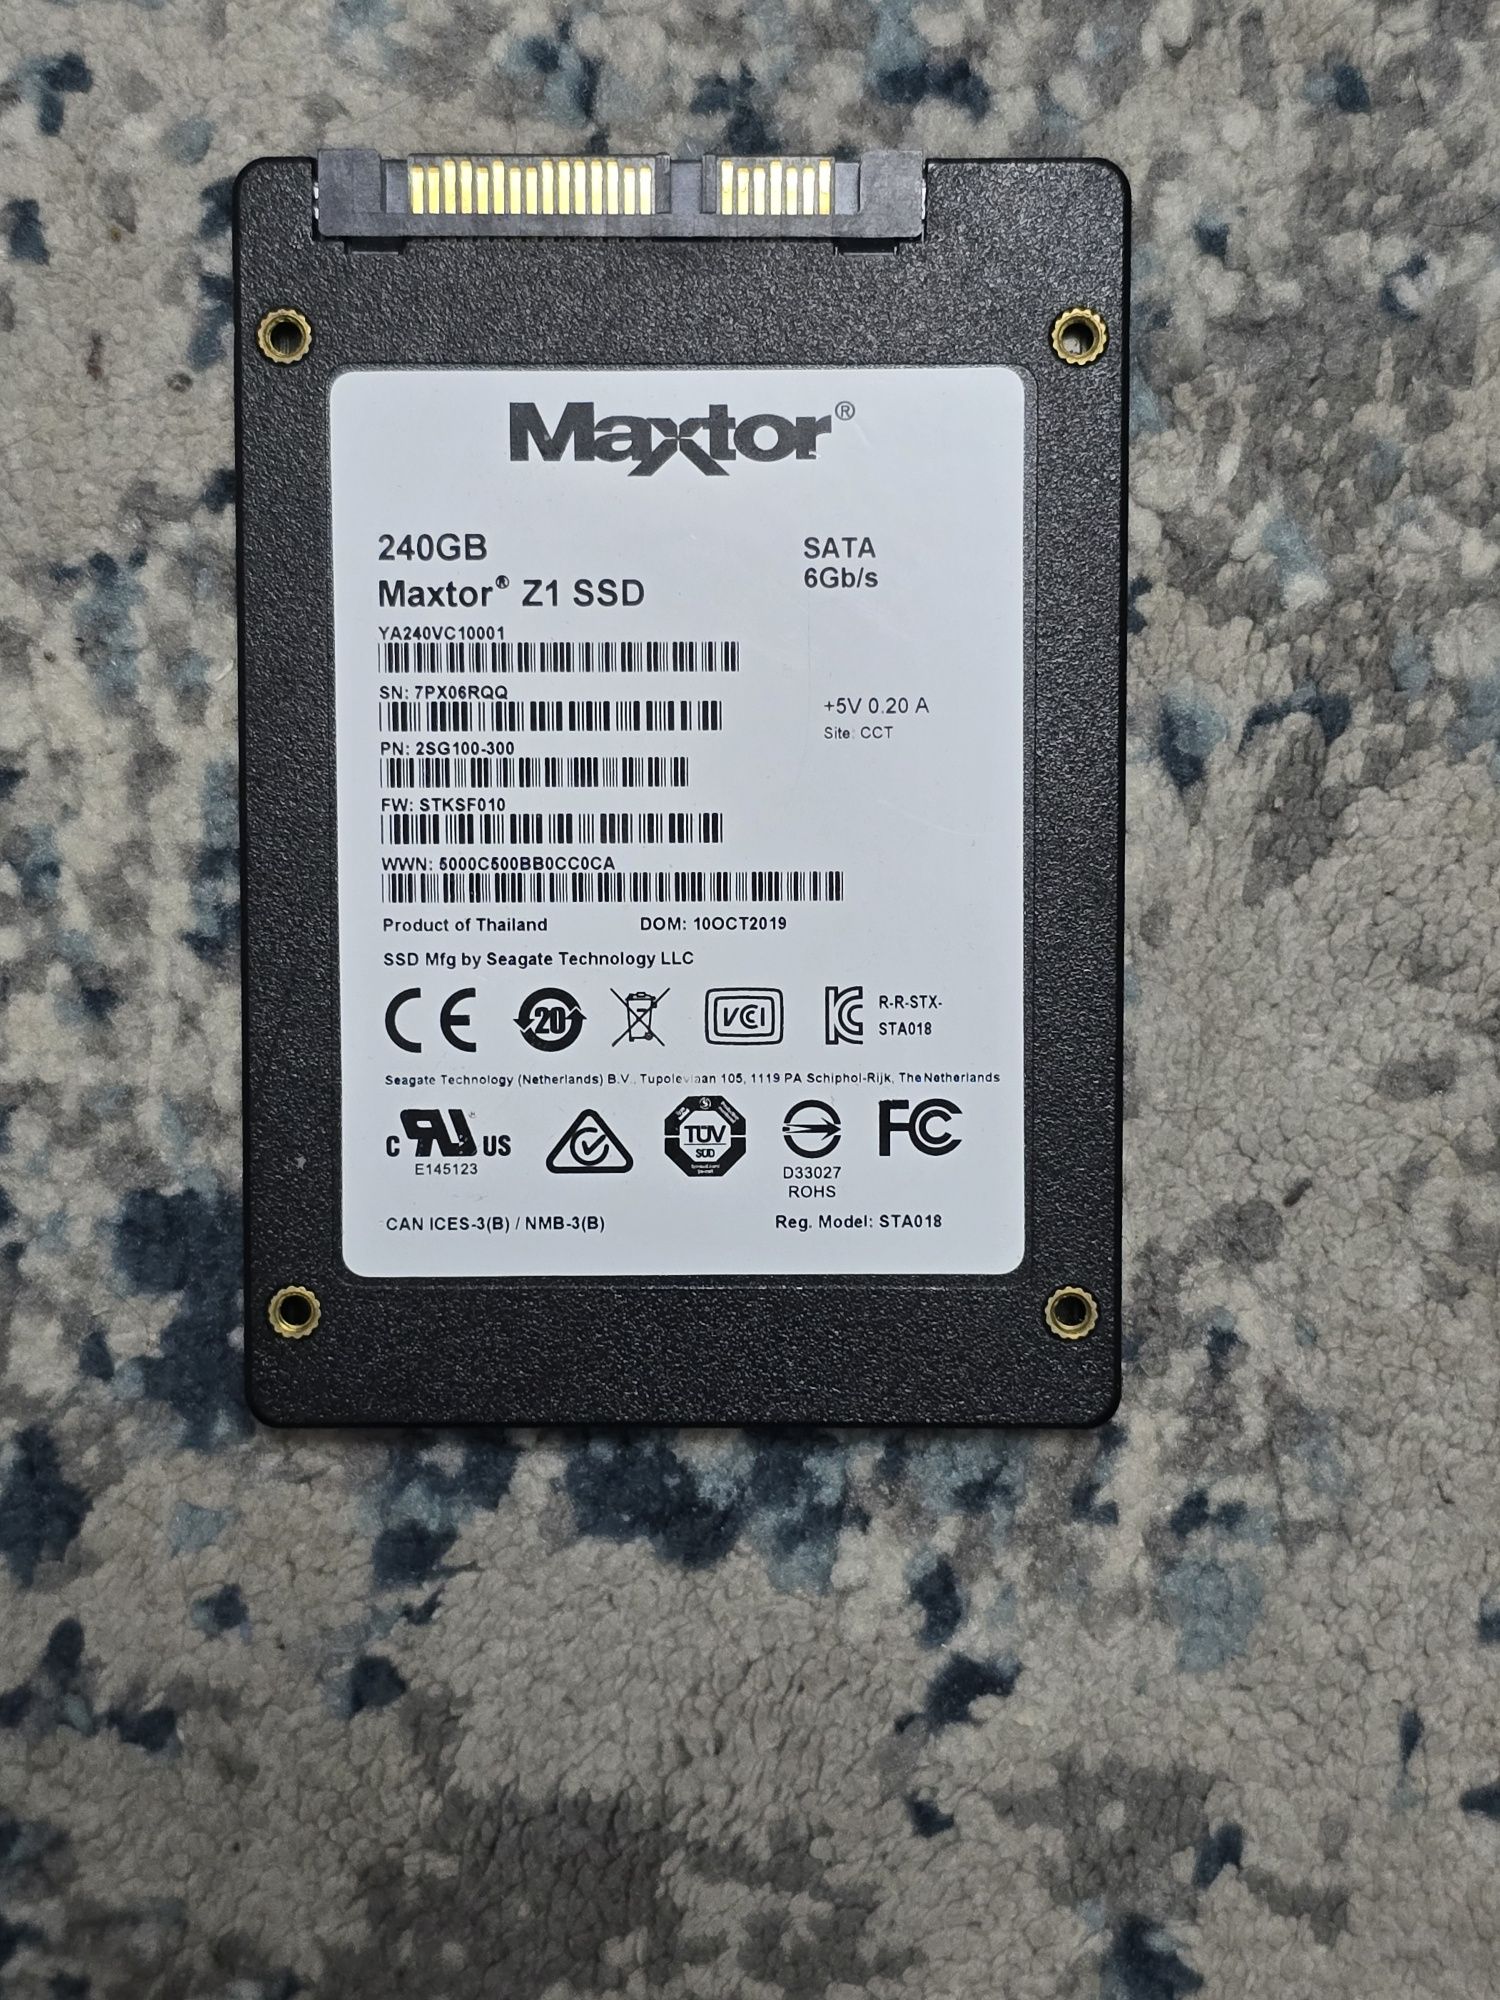 Maxtor®
240GB
Maxtor® Z1 SSD
SATA
6Gb/s
YA240VC10001
SN: 7PX06RQQ
+5V 0.20 A
Site: CCT
PN: 2SG100-300
FW: STKSF010
WWN: 5000C500BB0CC0CA
Product of Thailand DOM: 10OCT2019
SSD Mfg by Seagate Technology LLC
CE 20 VCCI R-R-STX-
STA018
Seagate Technology (Netherlands) B.V., Tupolevlaan 105, 1119 PA Schiphol-Rijk, The Netherlands
c RU US
E145123
TÜV
SÜD
FC
D33027
ROHS
CAN ICES-3(B) / NMB-3(B) Reg. Model: STA018